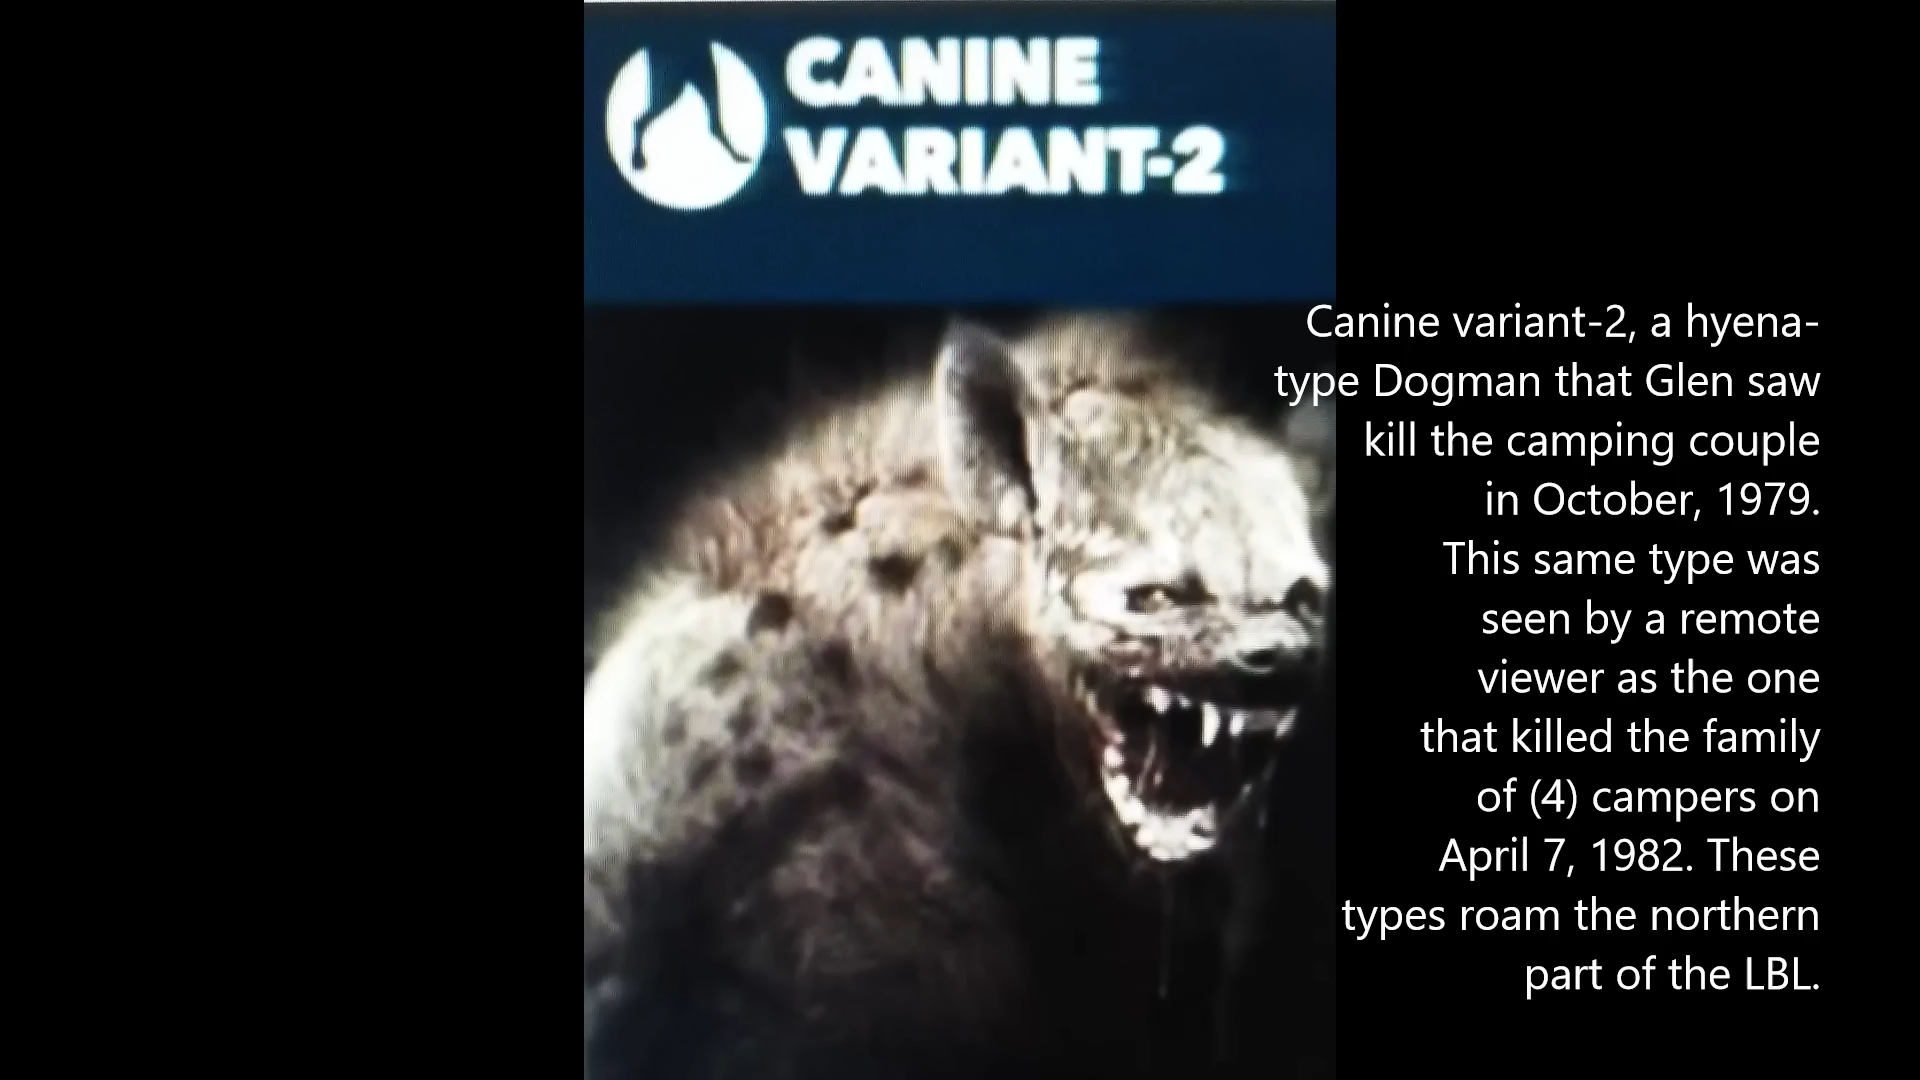 CANINE
VARIANT-2
Canine variant-2, a hyena-
type Dogman that Glen saw
kill the camping couple
in October, 1979.
This same type was
seen by a remote
viewer as the one
that killed the family
of (4) campers on
April 7, 1982. These
types roam the northern
part of the LBL.